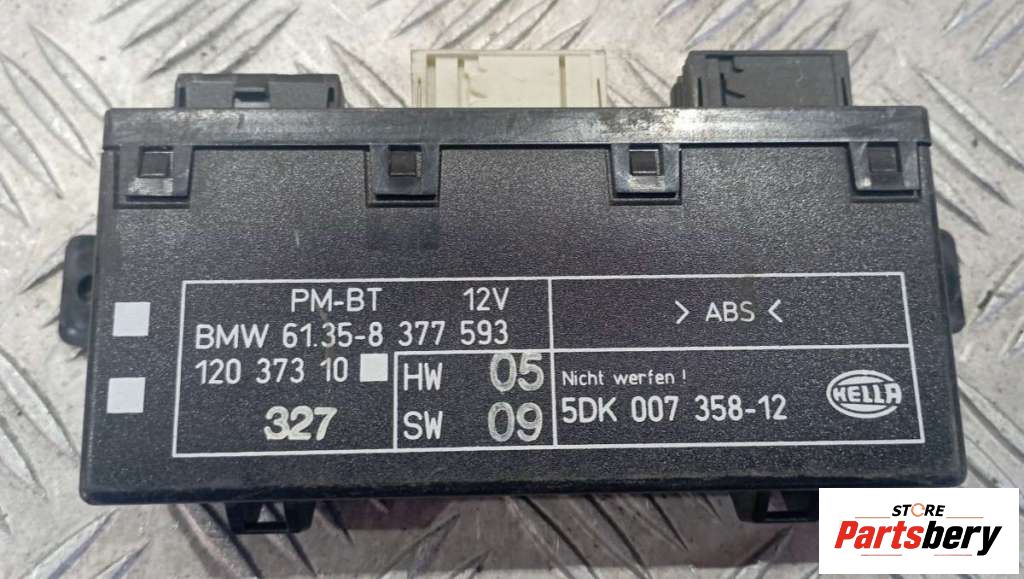 PM-BT 12V
BMW 61.35-8 377 593
120 373 10
327
HW 05
SW 09
> ABS <
Nicht werfen !
5DK 007 358-12
HELLA
STORE
Partsbery